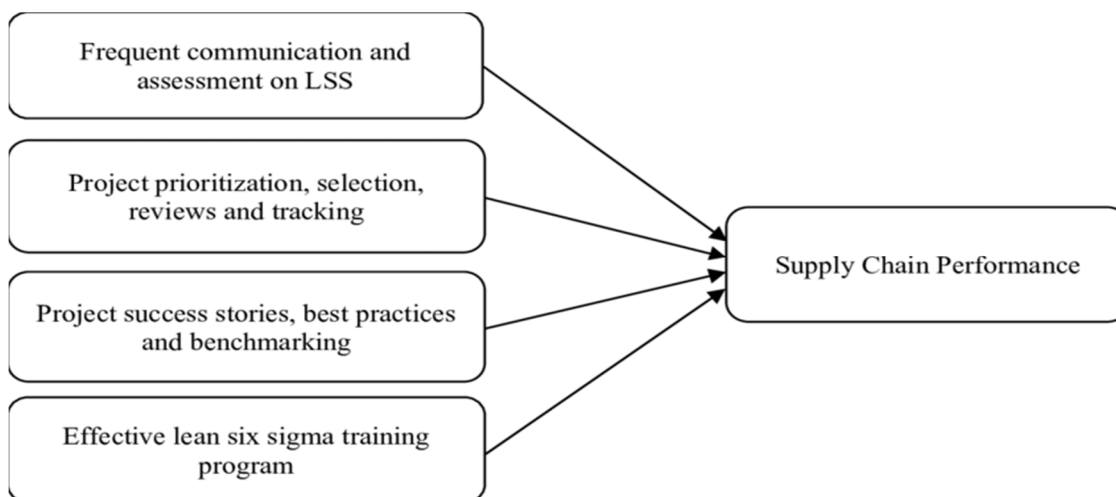 Frequent communication and
assessment on LSS
Project prioritization, selection,
reviews and tracking
Project success stories, best practices
and benchmarking
Effective lean six sigma training
program
Supply Chain Performance